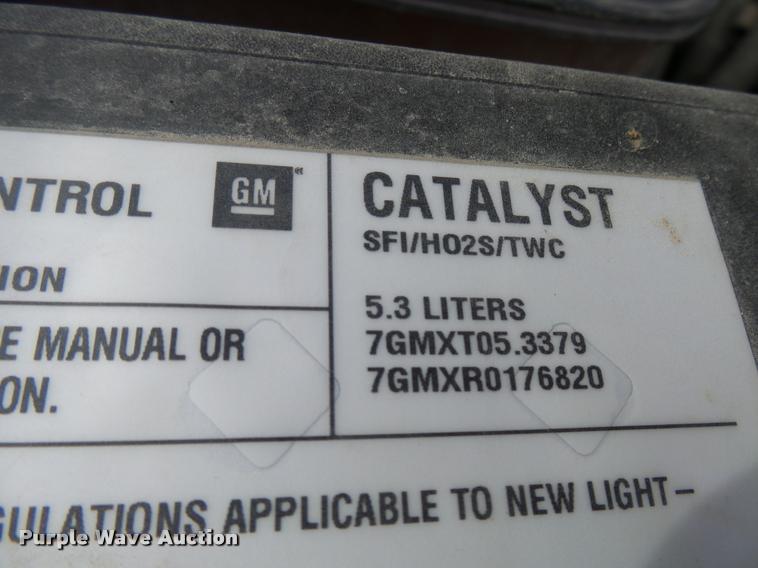 NTROL
GM
ION
E MANUAL OR
ON.
CATALYST
SFI/HO2S/TWC
5.3 LITERS
7GMXT05.3379
7GMXR0176820
GULATIONS APPLICABLE TO NEW LIGHT–
Purple Wave Auction